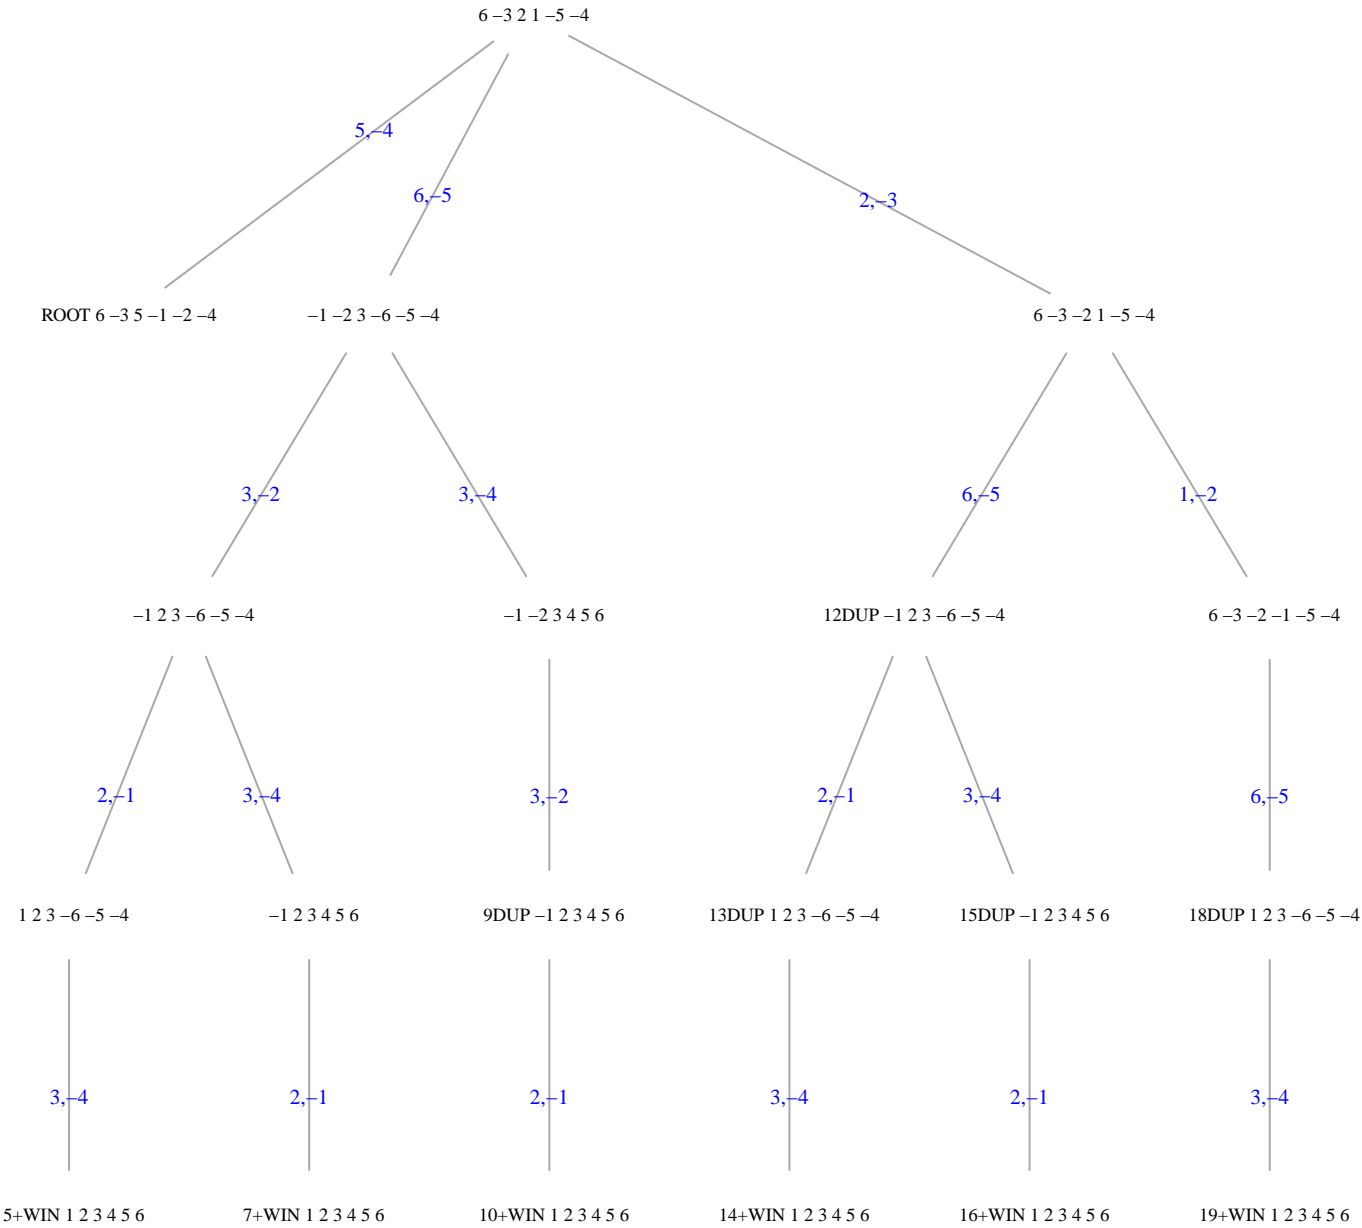 6 –3 2 1 –5 –4
5,–4
6,–5
2,–3
ROOT 6 –3 5 –1 –2 –4
–1 –2 3 –6 –5 –4
6 –3 –2 1 –5 –4
3,–2
3,–4
6,–5
1,–2
–1 2 3 –6 –5 –4
–1 –2 3 4 5 6
12DUP –1 2 3 –6 –5 –4
6 –3 –2 –1 –5 –4
2,–1
3,–4
3,–2
2,–1
3,–4
6,–5
1 2 3 –6 –5 –4
–1 2 3 4 5 6
9DUP –1 2 3 4 5 6
13DUP 1 2 3 –6 –5 –4
15DUP –1 2 3 4 5 6
18DUP 1 2 3 –6 –5 –4
3,–4
2,–1
2,–1
3,–4
2,–1
3,–4
5+WIN 1 2 3 4 5 6
7+WIN 1 2 3 4 5 6
10+WIN 1 2 3 4 5 6
14+WIN 1 2 3 4 5 6
16+WIN 1 2 3 4 5 6
19+WIN 1 2 3 4 5 6